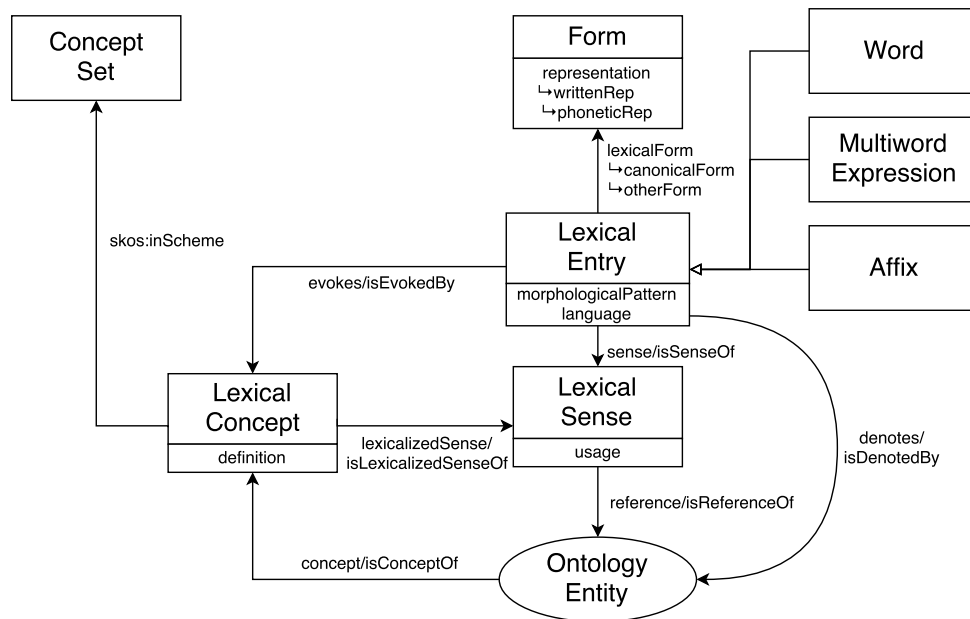 Concept
Set
Form
representation
↳writtenRep
↳phoneticRep
Word
Multiword
Expression
Affix
lexicalForm
↳canonicalForm
↳otherForm
Lexical
Entry
morphologicalPattern
language
skos:inScheme
evokes/isEvokedBy
sense/isSenseOf
Lexical
Concept
definition
lexicalizedSense/
isLexicalizedSenseOf
Lexical
Sense
usage
denotes/
isDenotedBy
reference/isReferenceOf
concept/isConceptOf
Ontology
Entity